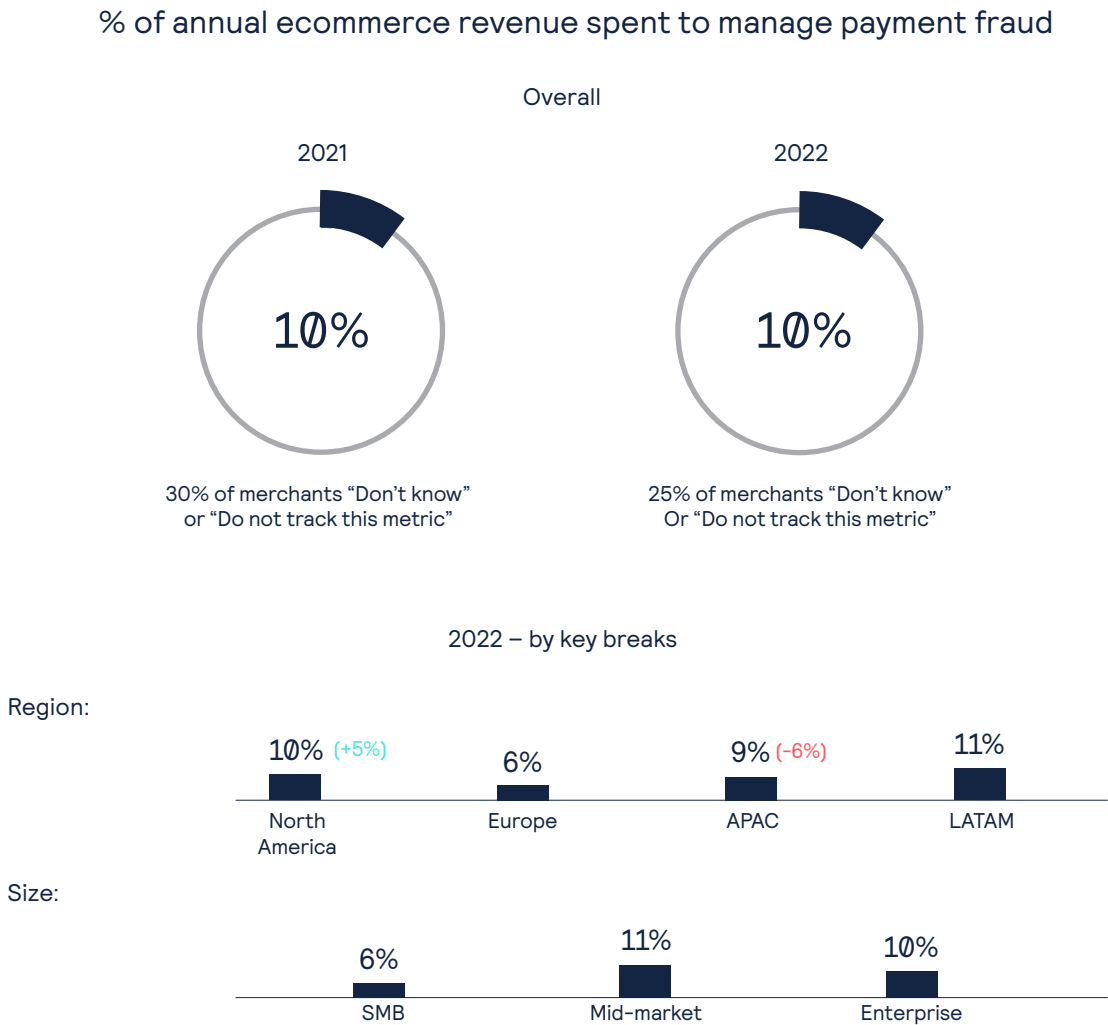 % of annual ecommerce revenue spent to manage payment fraud
Overall
2021
2022
10%
10%
30% of merchants “Don’t know”
or “Do not track this metric”
25% of merchants “Don’t know”
Or “Do not track this metric”
2022 – by key breaks
Region:
10% (+5%)
6%
9% (-6%)
11%
North
America
Europe
APAC
LATAM
Size:
6%
11%
10%
SMB
Mid-market
Enterprise